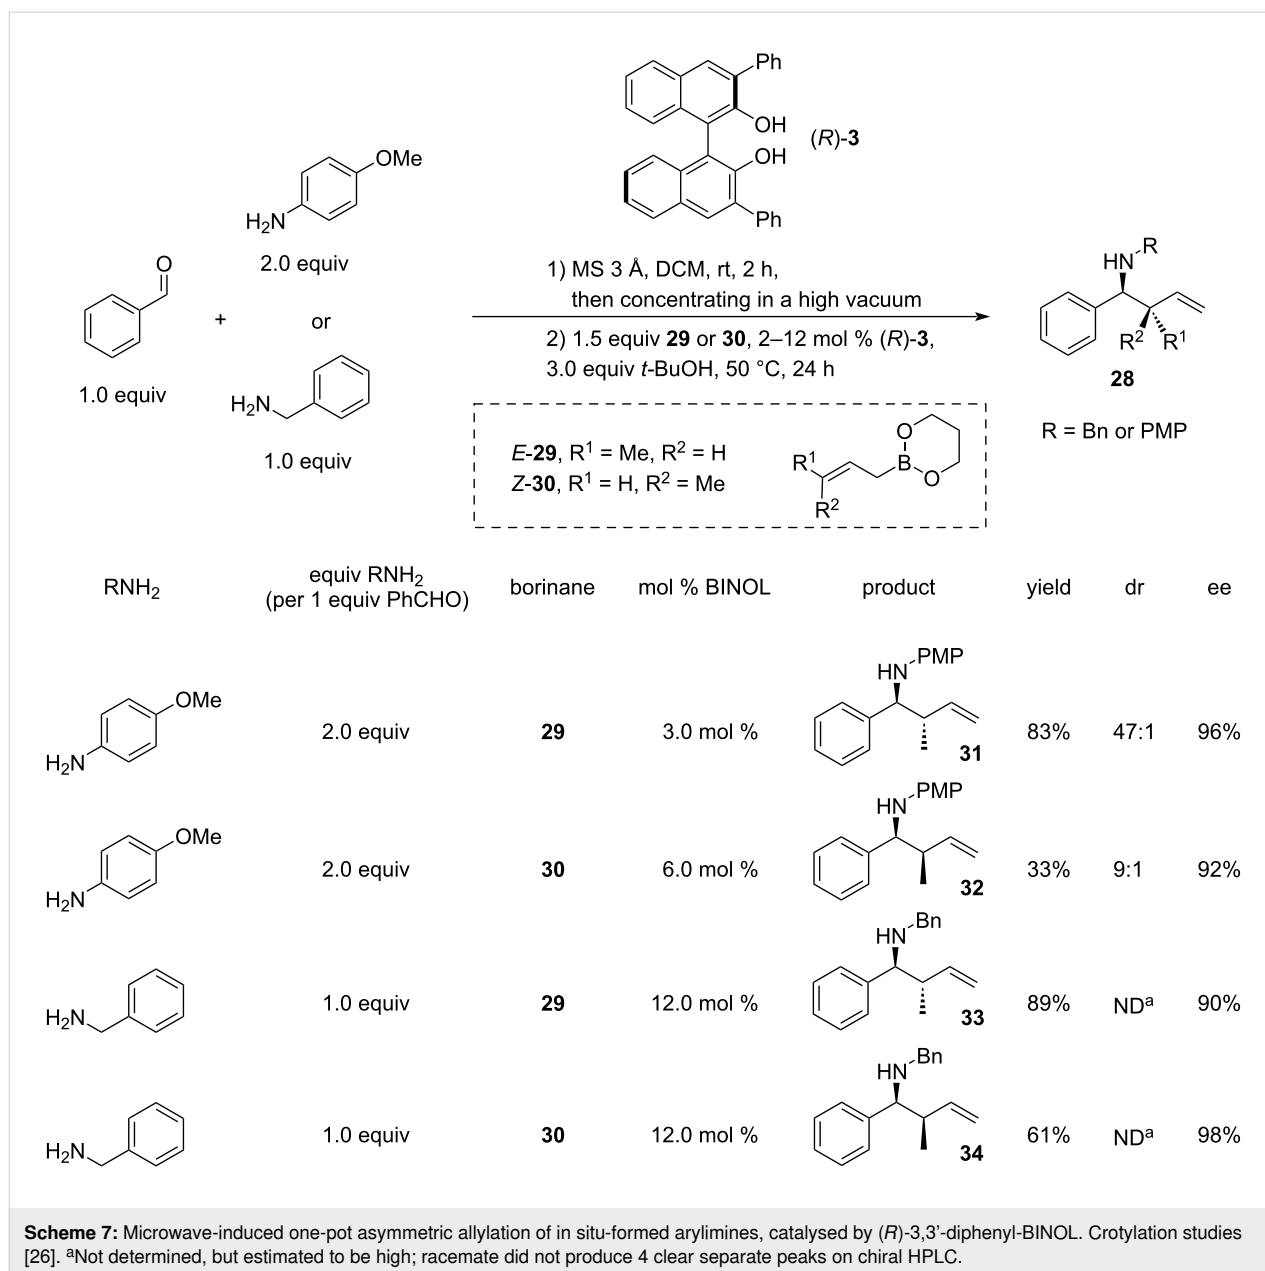 Ph
OH
OH
Ph
(R)-3
OMe
H₂N
2.0 equiv
O
+
or
1.0 equiv
H₂N
1.0 equiv
1) MS 3 Å, DCM, rt, 2 h,
then concentrating in a high vacuum
2) 1.5 equiv 29 or 30, 2–12 mol % (R)-3,
3.0 equiv t-BuOH, 50 °C, 24 h
E-29, R¹ = Me, R² = H
Z-30, R¹ = H, R² = Me
R¹
R²
O
B
O
R
HN
R² R¹
28
R = Bn or PMP
RNH₂ equiv RNH₂ (per 1 equiv PhCHO) borinane mol % BINOL product yield dr ee
OMe
H₂N
2.0 equiv 29 3.0 mol %
HN PMP
31
83% 47:1 96%
OMe
H₂N
2.0 equiv 30 6.0 mol %
HN PMP
32
33% 9:1 92%
H₂N
1.0 equiv 29 12.0 mol %
HN Bn
33
89% NDᵃ 90%
H₂N
1.0 equiv 30 12.0 mol %
HN Bn
34
61% NDᵃ 98%
Scheme 7: Microwave-induced one-pot asymmetric allylation of in situ-formed arylimines, catalysed by (R)-3,3’-diphenyl-BINOL. Crotylation studies
[26]. ᵃNot determined, but estimated to be high; racemate did not produce 4 clear separate peaks on chiral HPLC.